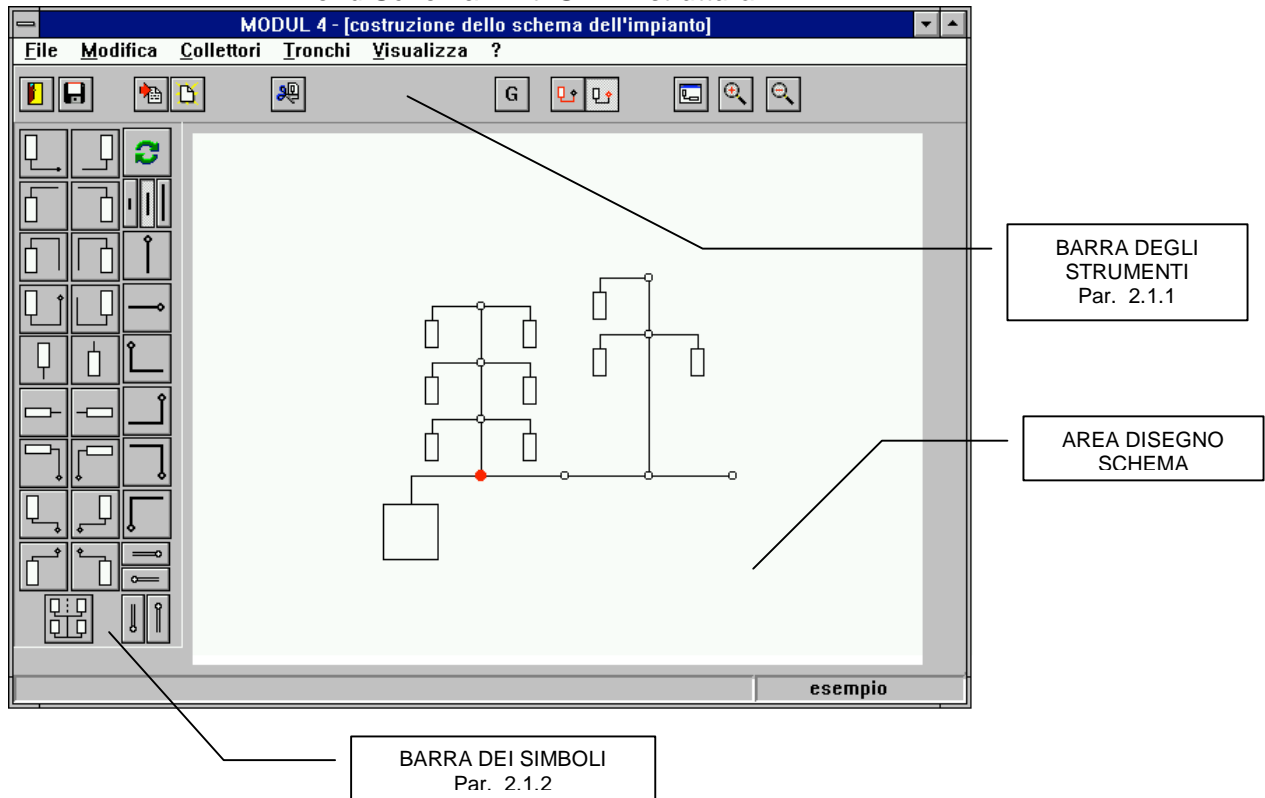 MODUL 4 - [costruzione dello schema dell'impianto]
File Modifica Collettori Tronchi Visualizza ?
G
BARRA DEGLI
STRUMENTI
Par. 2.1.1
AREA DISEGNO
SCHEMA
esempio
BARRA DEI SIMBOLI
Par. 2.1.2